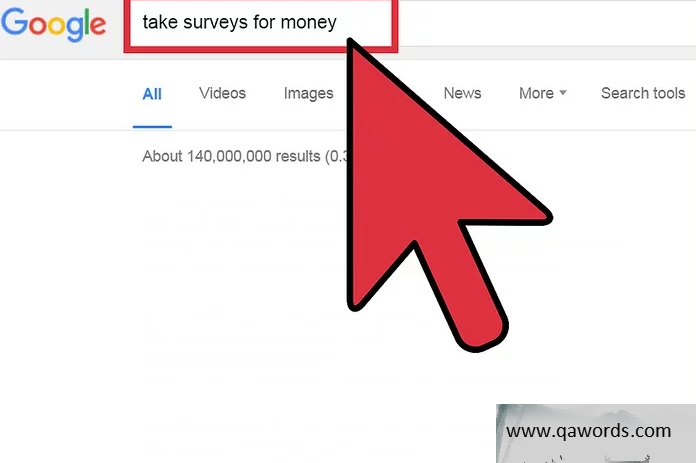 Google take surveys for money
All Videos Images News More Search tools
About 140,000,000 results (0.3
www.qawords.com